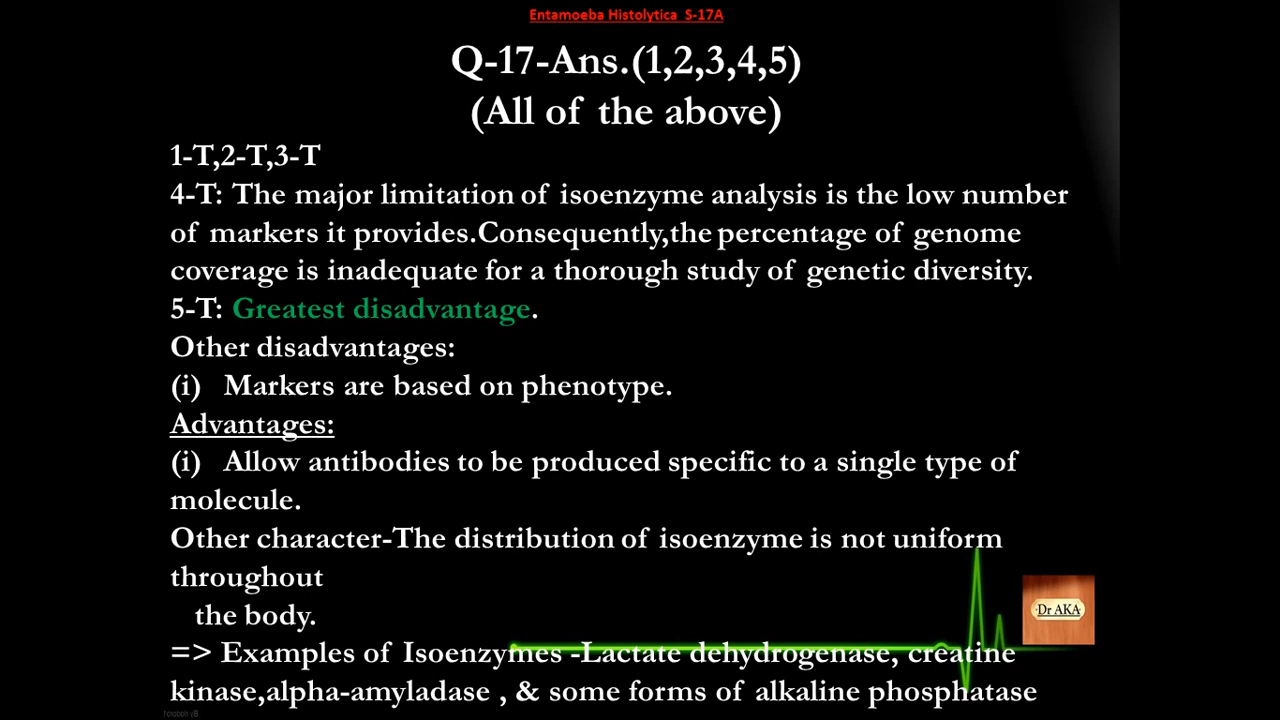 Entamoeba Histolytica S-17A
Q-17-Ans.(1,2,3,4,5)
(All of the above)
1-T,2-T,3-T
4-T: The major limitation of isoenzyme analysis is the low number
of markers it provides.Consequently,the percentage of genome
coverage is inadequate for a thorough study of genetic diversity.
5-T: Greatest disadvantage.
Other disadvantages:
(i) Markers are based on phenotype.
Advantages:
(i) Allow antibodies to be produced specific to a single type of
molecule.
Other character-The distribution of isoenzyme is not uniform
throughout
the body.
Dr AKA
=> Examples of Isoenzymes -Lactate dehydrogenase, creatine
kinase,alpha-amyladase , & some forms of alkaline phosphatase